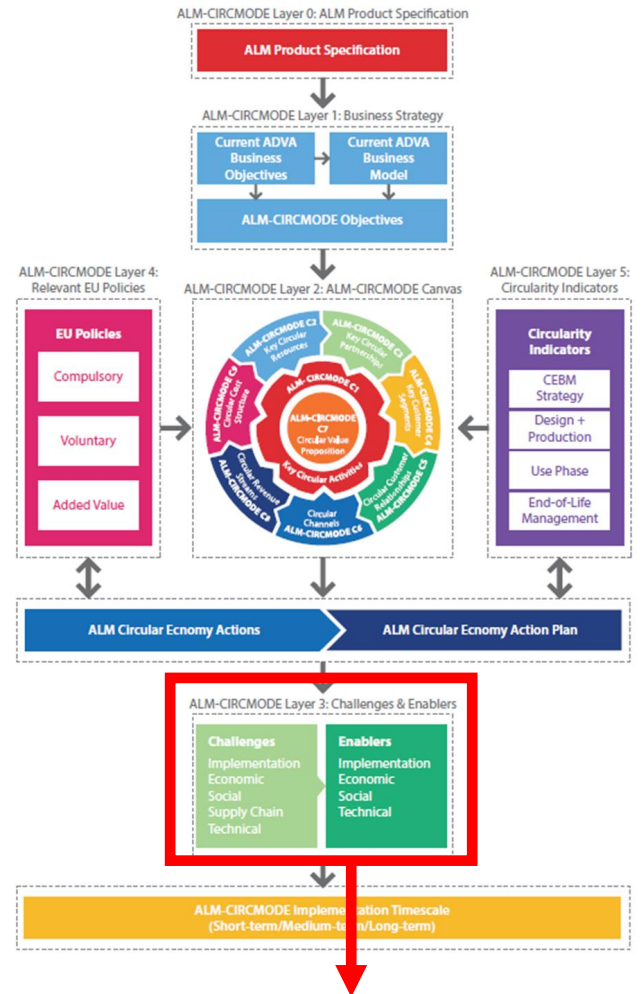 ALM-CIRCMODE Layer 0: ALM Product Specification
ALM Product Specification
ALM-CIRCMODE Layer 1: Business Strategy
Current ADVA
Business
Objectives
Current ADVA
Business
Model
ALM-CIRCMODE Objectives
ALM-CIRCMODE Layer 4:
Relevant EU Policies
EU Policies
Compulsory
Voluntary
Added Value
ALM-CIRCMODE Layer 2: ALM-CIRCMODE Canvas
ALM-CIRCMODE C2
Key Circular
Resources
ALM-CIRCMODE C3
Key Circular
Partnerships
ALM-CIRCMODE C4
Key Customer
Segments
Circular Customer
Relationships
ALM-CIRCMODE C5
Circular
Channels
ALM-CIRCMODE C6
Circular Revenue
Streams
ALM-CIRCMODE C8
ALM-CIRCMODE C9
Circular Cost
Structure
ALM- CIRCMODE C1
Key Circular Activities
ALM-CIRCMODE
C7
Circular Value
Proposition
ALM-CIRCMODE Layer 5:
Circularity Indicators
Circularity
Indicators
CEBM
Strategy
Design +
Production
Use Phase
End-of-Life
Management
ALM Circular Ecnomy Actions
ALM Circular Ecnomy Action Plan
ALM-CIRCMODE Layer 3: Challenges & Enablers
Challenges
Implementation
Economic
Social
Supply Chain
Technical
Enablers
Implementation
Economic
Social
Technical
ALM-CIRCMODE Implementation Timescale
(Short-term/Medium-term/Long-term)